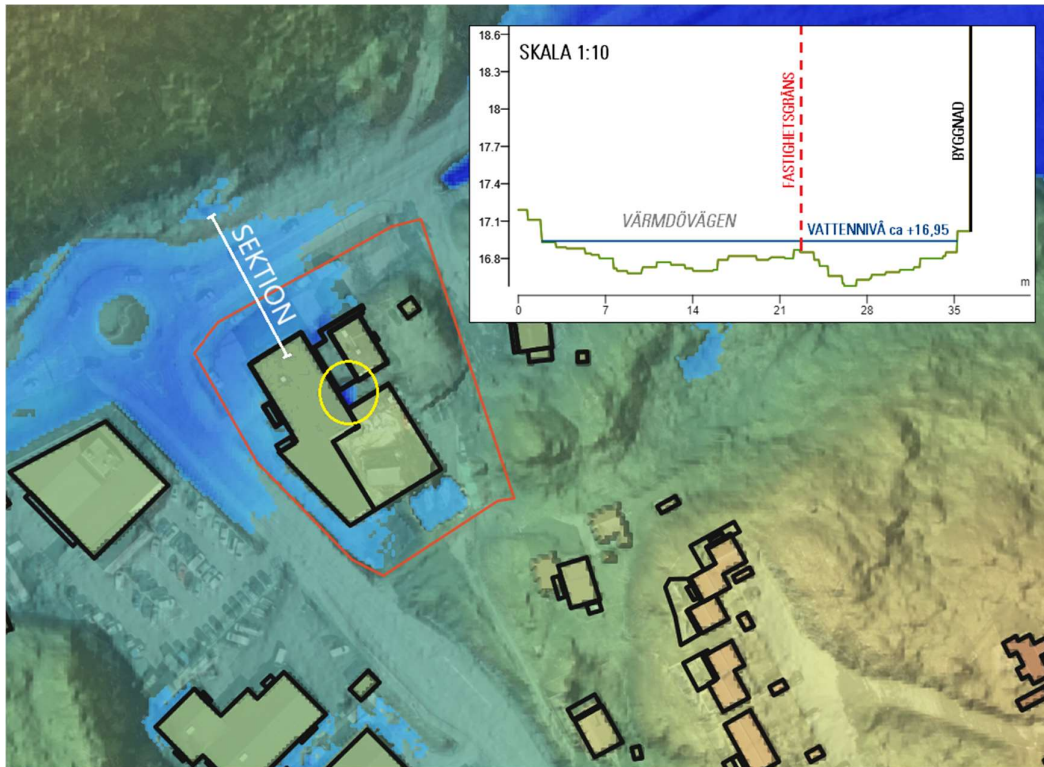 SKALA 1:10
18.6
18.3
18
17.7
17.4
17.1
16.8
FASTIGHETSGRÄNS
BYGGNAD
VÄRMDÖVÄGEN
VATTENNIVÅ ca +16,95
m
0
7
14
21
28
35
SEKTION